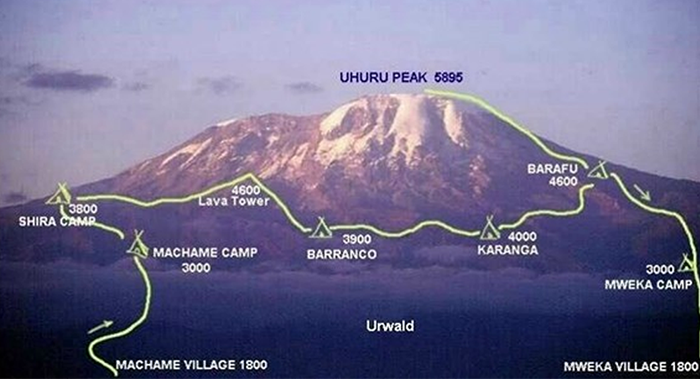 UHURU PEAK 5895
BARAFU
4600
4600
Lava Tower
3800
SHIRA CAMP
3900
BARRANCO
4000
KARANGA
MACHAME CAMP
3000
3000
MWEKA CAMP
Urwald
MACHAME VILLAGE 1800
MWEKA VILLAGE 1800